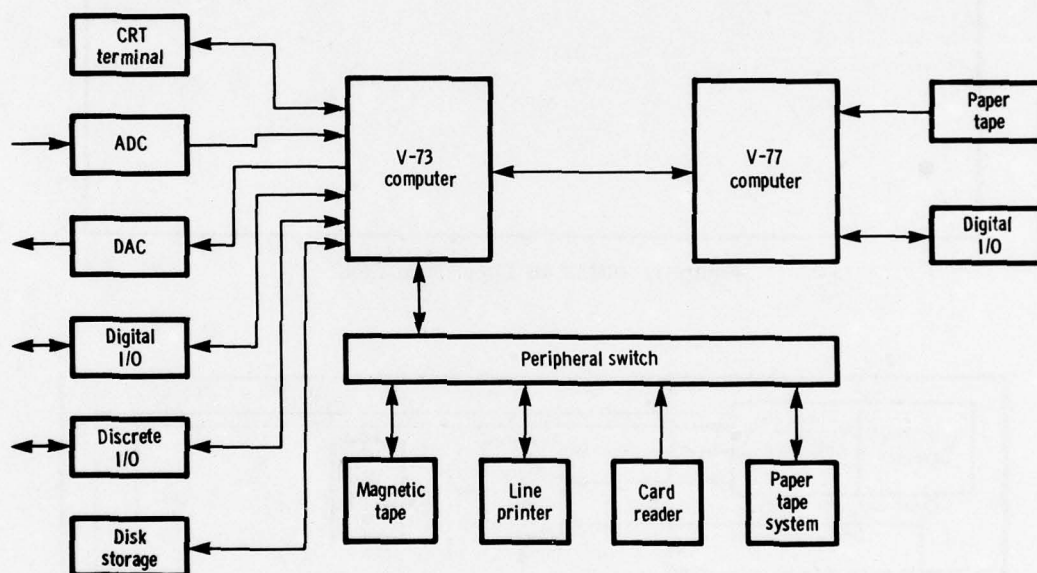 CRT
terminal
ADC
DAC
Digital
I/O
Discrete
I/O
Disk
storage
V-73
computer
V-77
computer
Paper
tape
Digital
I/O
Peripheral switch
Magnetic
tape
Line
printer
Card
reader
Paper
tape
system